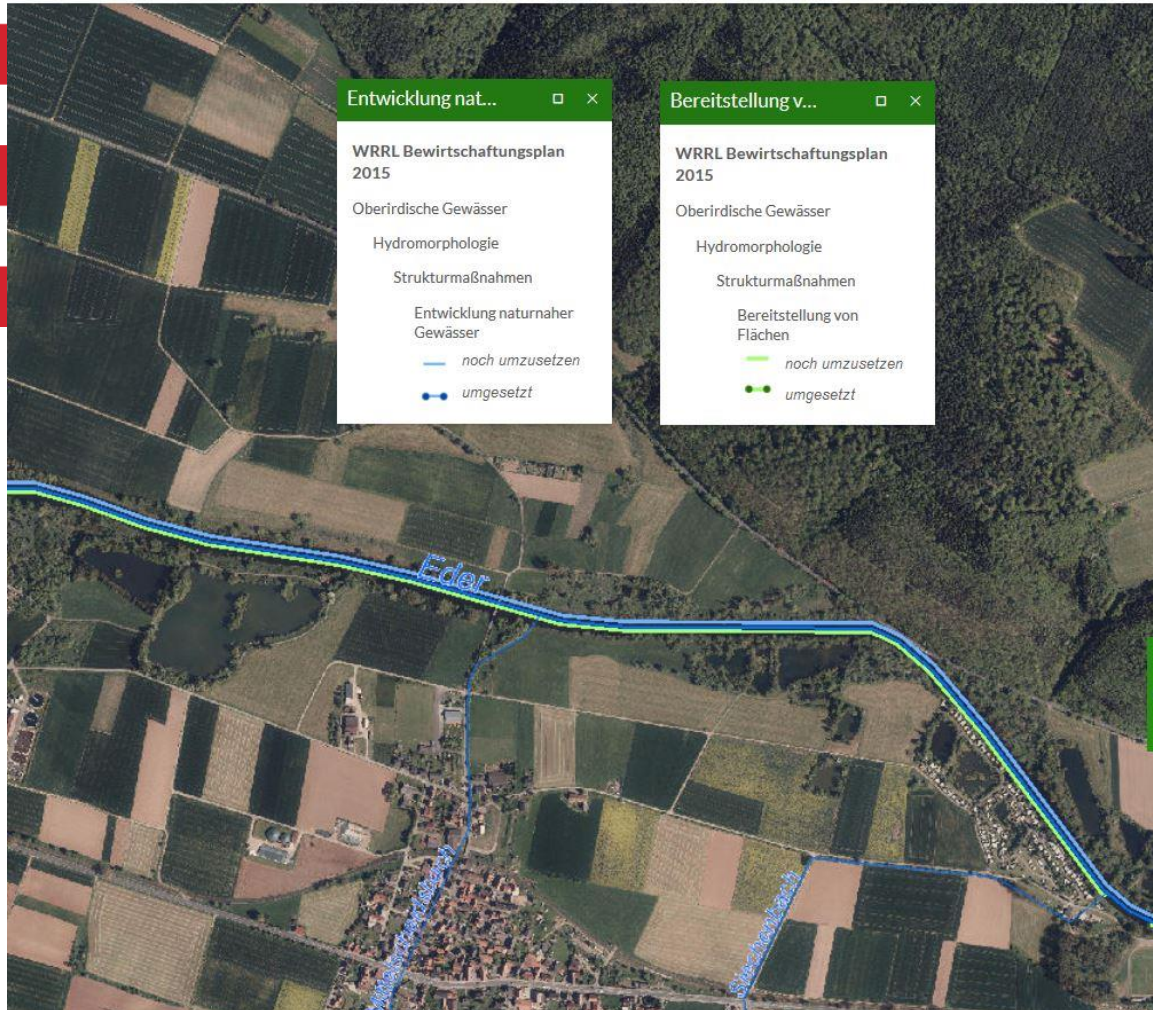 Entwicklung nat...
WRRL Bewirtschaftungsplan
2015
Oberirdische Gewässer
Hydromorphologie
Strukturmaßnahmen
Entwicklung naturnaher
Gewässer
noch umzusetzen
umgesetzt
Bereitstellung v...
WRRL Bewirtschaftungsplan
2015
Oberirdische Gewässer
Hydromorphologie
Strukturmaßnahmen
Bereitstellung von
Flächen
noch umzusetzen
umgesetzt
Eder